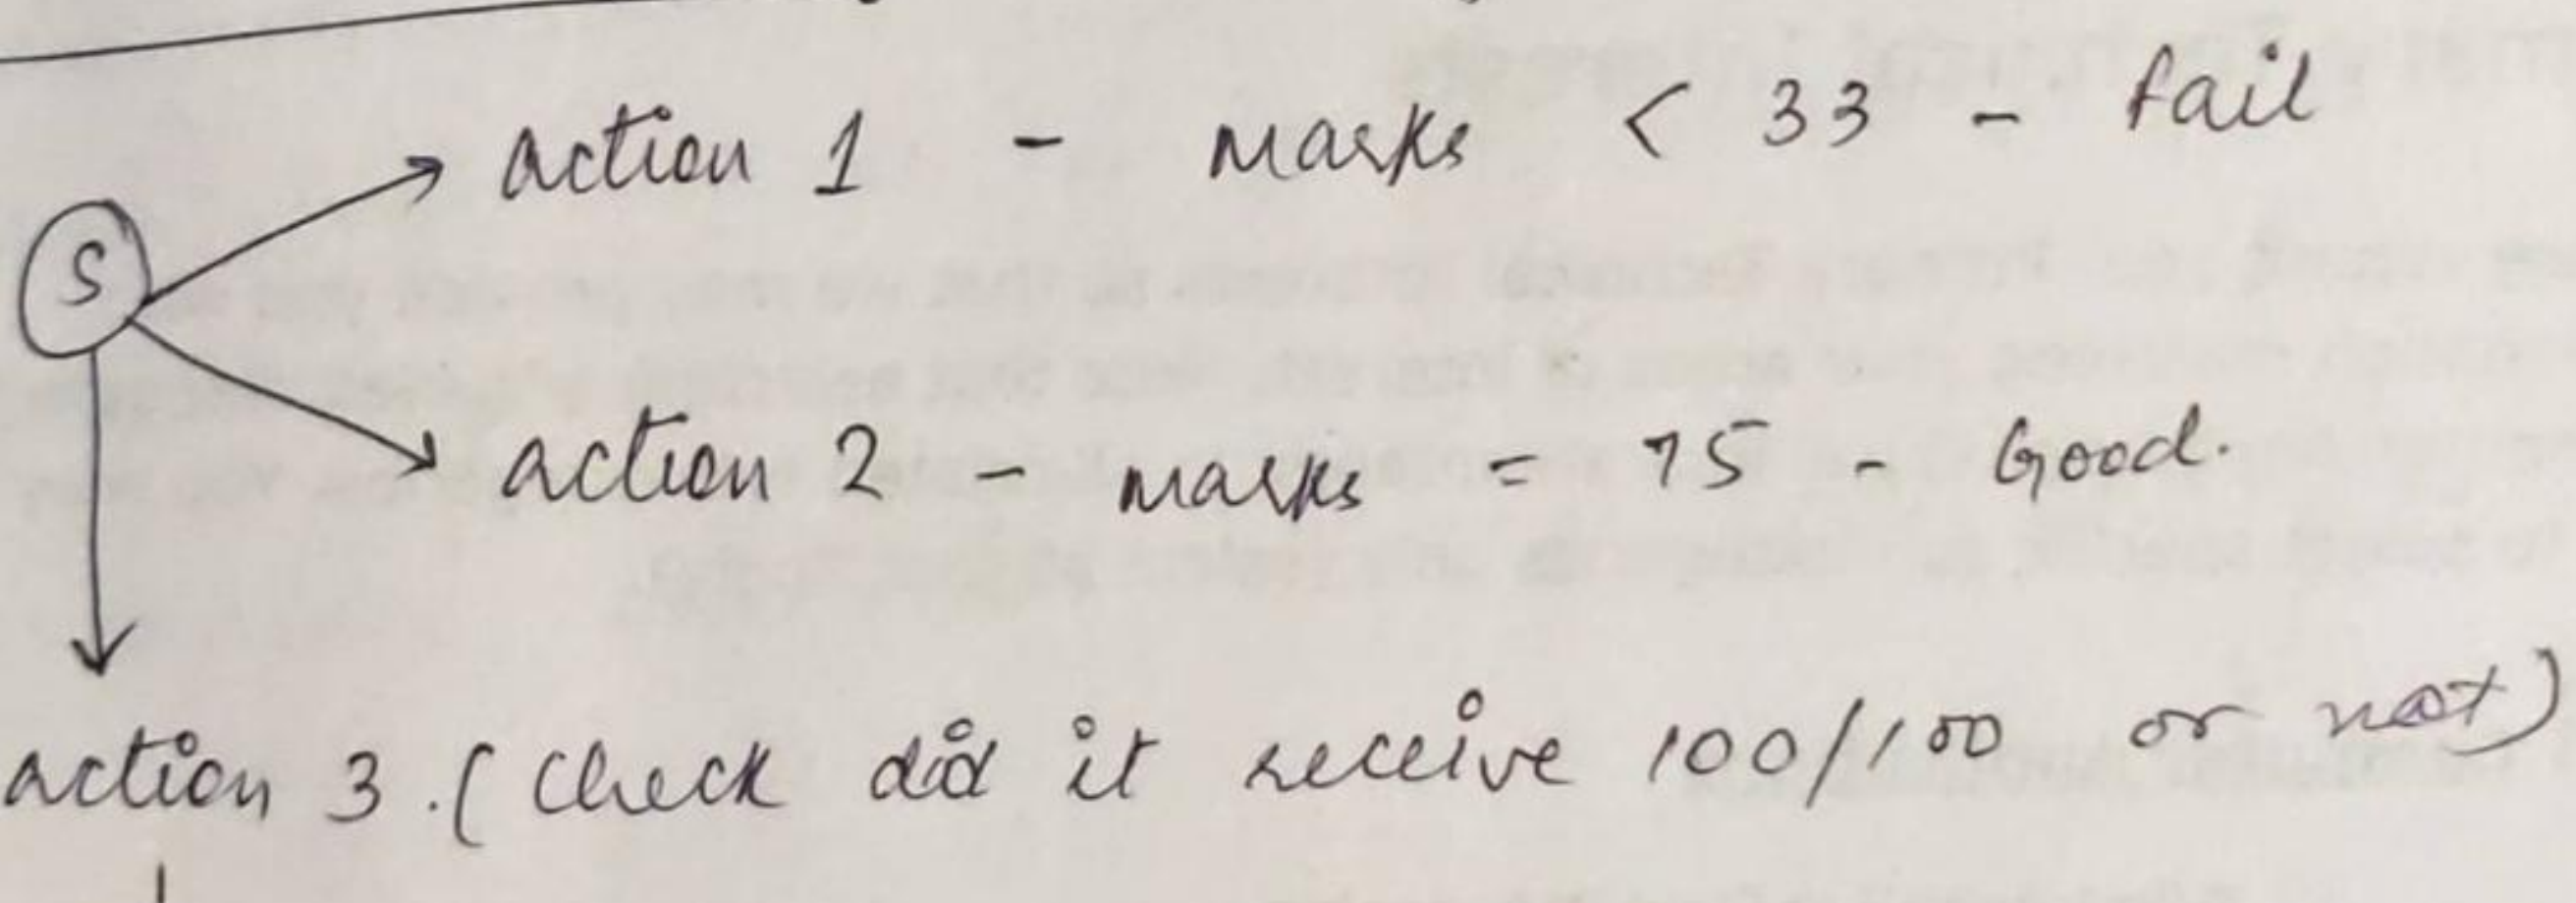 action 1 - marks < 33 - fail
S
action 2 - marks = 75 - Good.
action 3. (check did it receive 100/100 or not)